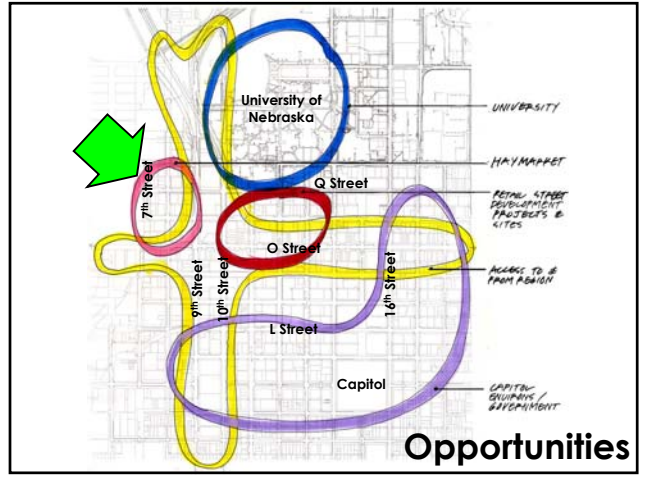 University of
Nebraska
UNIVERSITY
HAYMARKET
7th Street
Q Street
RETAIL STREET
DEVELOPMENT
PROJECTS &
SITES
O Street
9th Street
10th Street
16th Street
ACCESS TO &
FROM REGION
L Street
Capitol
CAPITOL
ENVIRONS/
GOVERNMENT
Opportunities